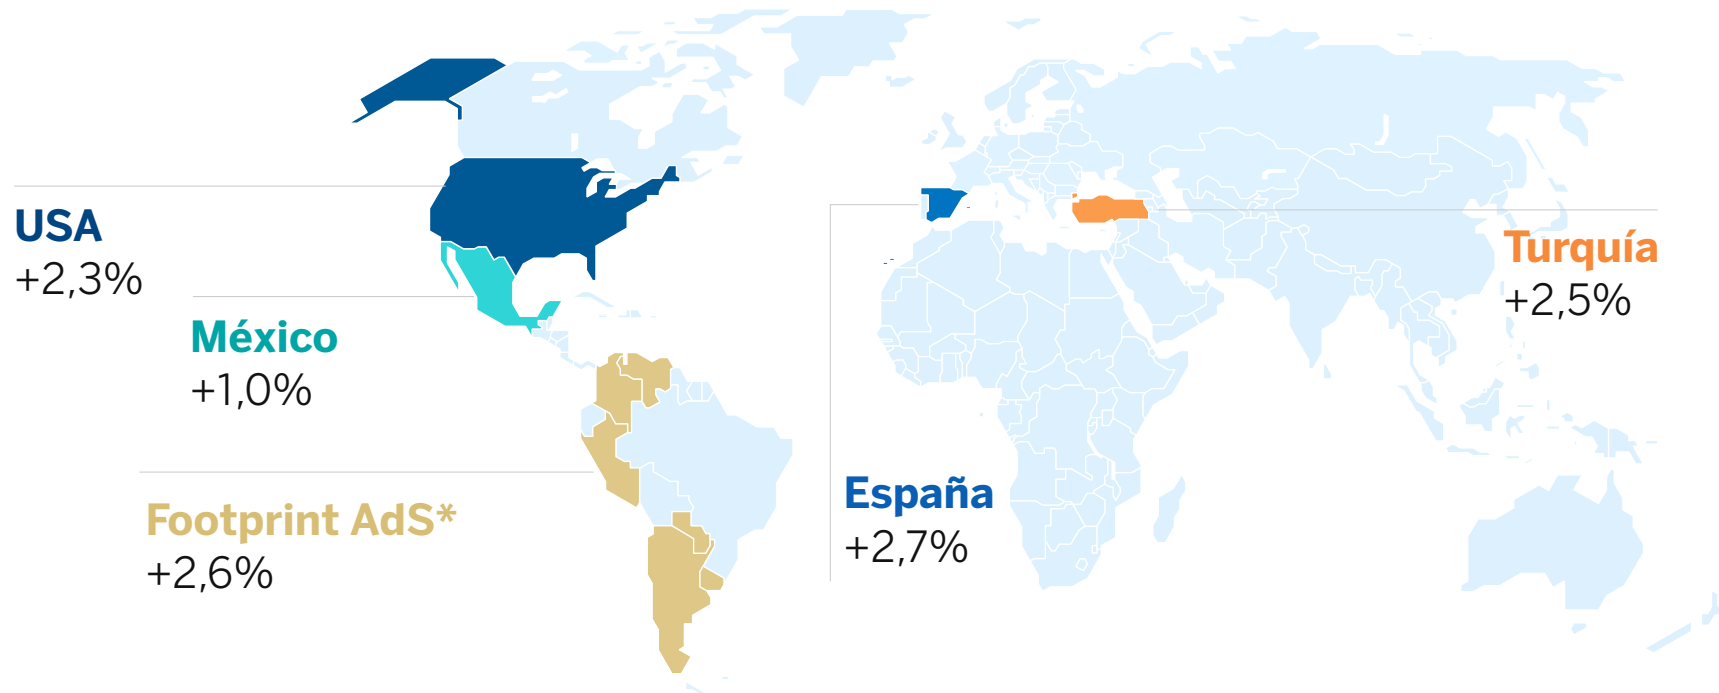 USA
+2,3%
México
+1,0%
Footprint AdS*
+2,6%
España
+2,7%
Turquía
+2,5%